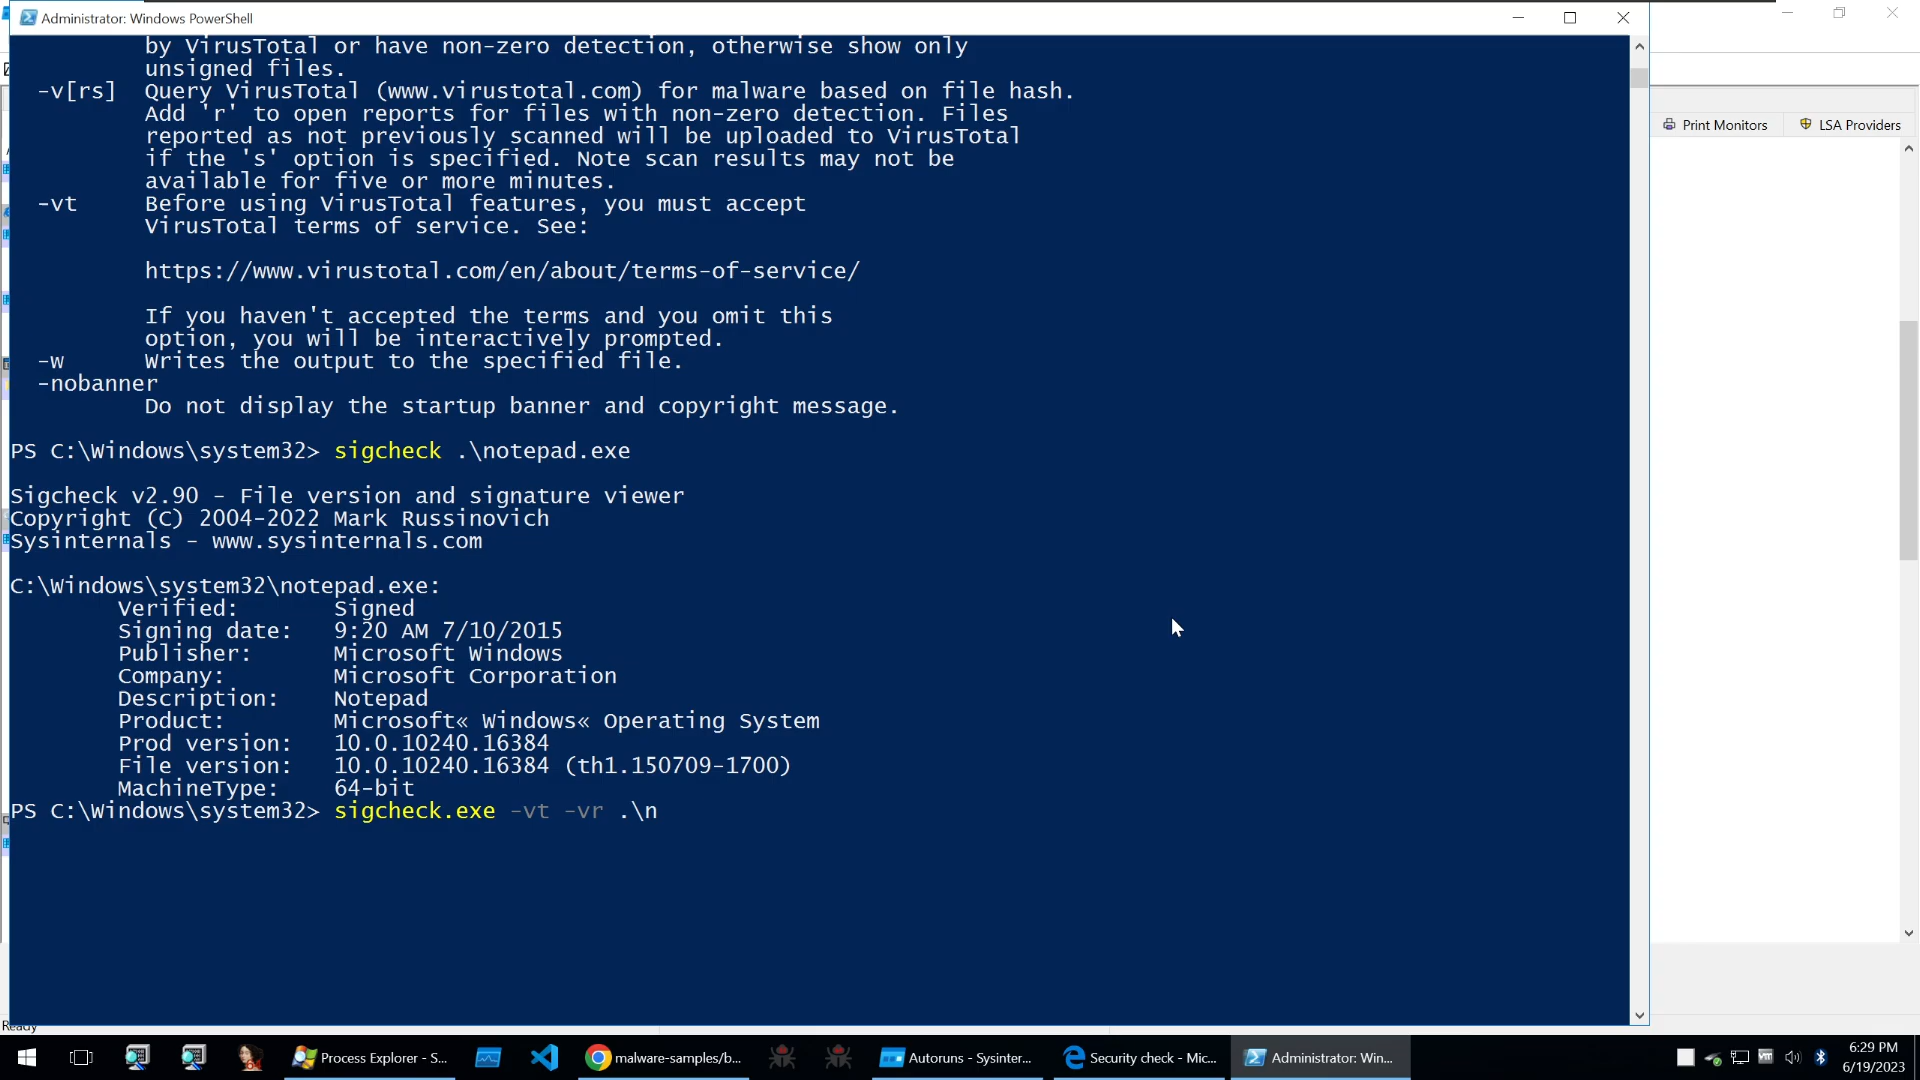 Administrator: Windows PowerShell
by VirusTotal or have non-zero detection, otherwise show only
unsigned files.
-v[rs] Query VirusTotal (www.virustotal.com) for malware based on file hash.
Add 'r' to open reports for files with non-zero detection. Files
reported as not previously scanned will be uploaded to VirusTotal
if the 's' option is specified. Note scan results may not be
available for five or more minutes.
-vt Before using VirusTotal features, you must accept
VirusTotal terms of service. See:
https://www.virustotal.com/en/about/terms-of-service/
If you haven't accepted the terms and you omit this
option, you will be interactively prompted.
-w Writes the output to the specified file.
-nobanner
Do not display the startup banner and copyright message.
PS C:\Windows\system32> sigcheck .\notepad.exe
Sigcheck v2.90 - File version and signature viewer
Copyright (C) 2004-2022 Mark Russinovich
Sysinternals - www.sysinternals.com
C:\Windows\system32\notepad.exe:
Verified: Signed
Signing date: 9:20 AM 7/10/2015
Publisher: Microsoft Windows
Company: Microsoft Corporation
Description: Notepad
Product: Microsoft« Windows« Operating System
Prod version: 10.0.10240.16384
File version: 10.0.10240.16384 (th1.150709-1700)
MachineType: 64-bit
PS C:\Windows\system32> sigcheck.exe -vt -vr .\n
Print Monitors
LSA Providers
Ready
Process Explorer - S...
malware-samples/b...
Autoruns - Sysinter...
Security check - Mic...
Administrator: Win...
6:29 PM
6/19/2023